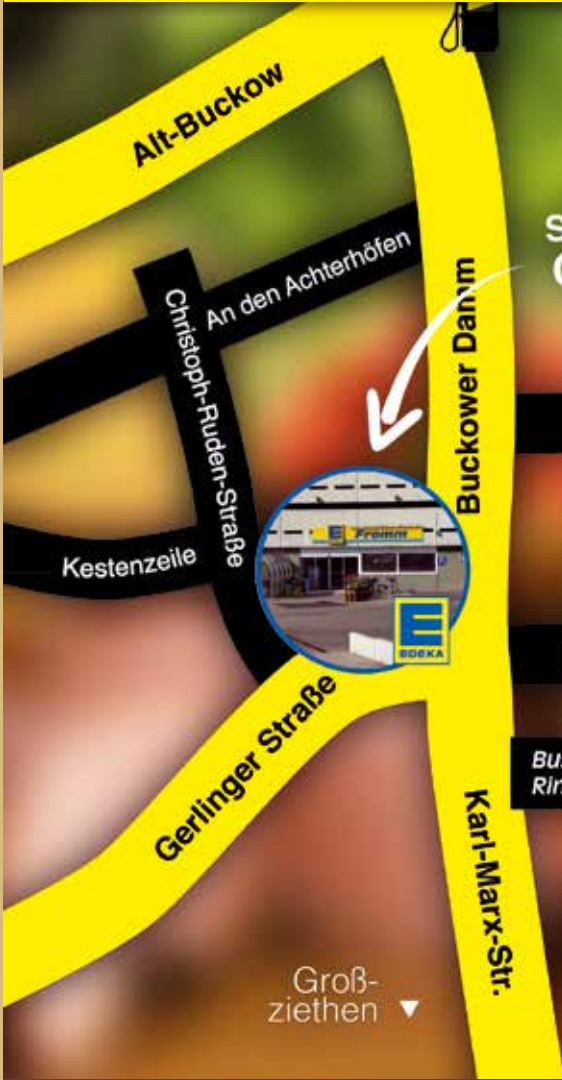 Alt-Buckow
An den Achterhöfen
Christoph-Ruden-Straße
Buckower Damm
Kestenzeile
E Fromm
E
EDEKA
Gerlinger Straße
Karl-Marx-Str.
Groß-
ziethen